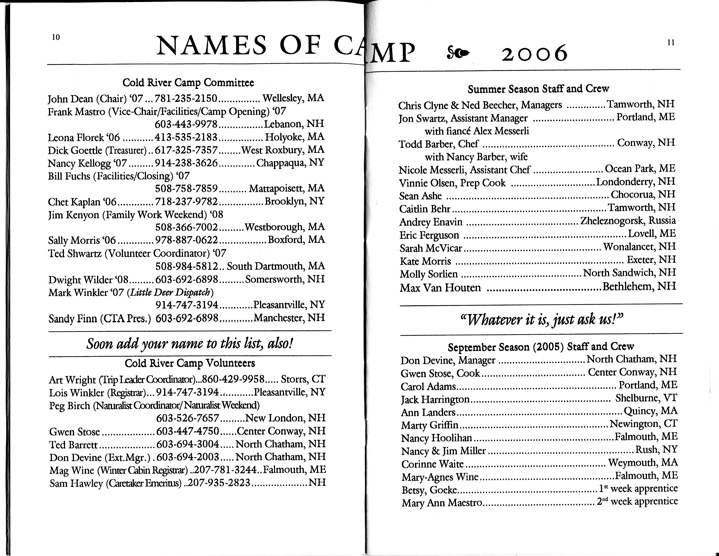 10
NAMES OF CAMP 2006
11
Cold River Camp Committee
John Dean (Chair) '07 ...781-235-2150.............. Wellesley, MA
Frank Mastro (Vice-Chair/Facilities/Camp Opening) '07
603-443-9978...............Lebanon, NH
Leona Florek '06 ...........413-535-2183...............Holyoke, MA
Dick Goettle (Treasurer)..617-325-7357.......West Roxbury, MA
Nancy Kellogg '07 .........914-238-3626............Chappaqua, NY
Bill Fuchs (Facilities/Closing) '07
508-758-7859.......... Mattapoisett, MA
Chet Kaplan '06............718-237-9782..............Brooklyn, NY
Jim Kenyon (Family Work Weekend) '08
508-366-7002.........Westborough, MA
Sally Morris '06 ............978-887-0622................Boxford, MA
Ted Shwartz (Volunteer Coordinator) '07
508-984-5812.. South Dartmouth, MA
Dwight Wilder '08.........603-692-6898.........Somersworth, NH
Mark Winkler '07 (Little Deer Dispatch)
914-747-3194............Pleasantville, NY
Sandy Finn (CTA Pres.) 603-692-6898............Manchester, NH
Soon add your name to this list, also!
Cold River Camp Volunteers
Art Wright (Trip Leader Coordinator)...860-429-9958..... Storrs, CT
Lois Winkler (Registrar)... 914-747-3194............Pleasantville, NY
Peg Birch (Naturalist Coordinator/Naturalist Weekend)
603-526-7657.........New London, NH
Gwen Stose ..................603-447-4750......Center Conway, NH
Ted Barrett...................603-694-3004..... North Chatham, NH
Don Devine (Ext.Mgr.) .603-694-2003..... North Chatham, NH
Mag Wine (Winter Cabin Registrar) ..207-781-3244..Falmouth, ME
Sam Hawley (Caretaker Emeritus) ..207-935-2823...................NH
Summer Season Staff and Crew
Chris Clyne & Ned Beecher, Managers .............Tamworth, NH
Jon Swartz, Assistant Manager ........................... Portland, ME
with fiancé Alex Messerli
Todd Barber, Chef ............................................. Conway, NH
with Nancy Barber, wife
Nicole Messerli, Assistant Chef ........................Ocean Park, ME
Vinnie Olsen, Prep Cook ............................Londonderry, NH
Sean Ashe ........................................................ Chocorua, NH
Caitlin Behr.....................................................Tamworth, NH
Andrey Enavin ........................................Zheleznogorsk, Russia
Eric Ferguson .......................................................Lovell, ME
Sarah McVicar................................................Wonalancet, NH
Kate Morris .........................................................Exeter, NH
Molly Sorlien ...........................................North Sandwich, NH
Max Van Houten ..........................................Bethlehem, NH
"Whatever it is, just ask us!"
September Season (2005) Staff and Crew
Don Devine, Manager .............................North Chatham, NH
Gwen Stose, Cook.................................... Center Conway, NH
Carol Adams....................................................... Portland, ME
Jack Harrington................................................ Shelburne, VT
Ann Landers........................................................Quincy, MA
Marty Griffin....................................................Newington, CT
Nancy Hoolihan................................................Falmouth, ME
Nancy & Jim Miller.................................................Rush, NY
Corinne Waite.................................................Weymouth, MA
Mary-Agnes Wine..............................................Falmouth, ME
Betsy, Goeke...............................................1st week apprentice
Mary Ann Maestro.......................................2nd week apprentice